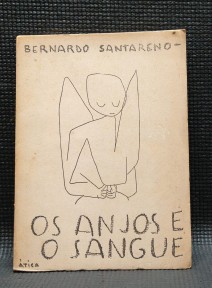 BERNARDO SANTARENO-
OS ANJOS E
O SANGUE
ática